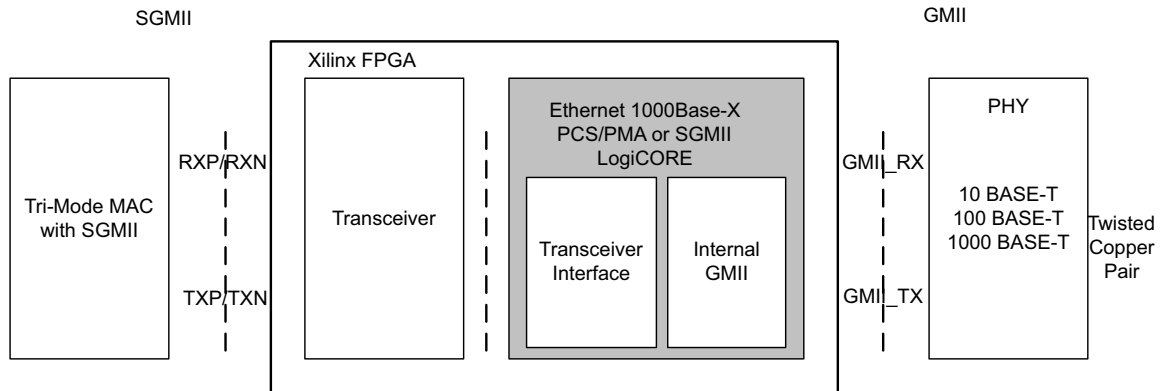 SGMII
GMII
Xilinx FPGA
Tri-Mode MAC
with SGMII
RXP/RXN
TXP/TXN
Transceiver
Ethernet 1000Base-X
PCS/PMA or SGMII
LogiCORE
Transceiver
Interface
Internal
GMII
GMII_RX
GMII_TX
PHY
10 BASE-T
100 BASE-T
1000 BASE-T
Twisted
Copper
Pair